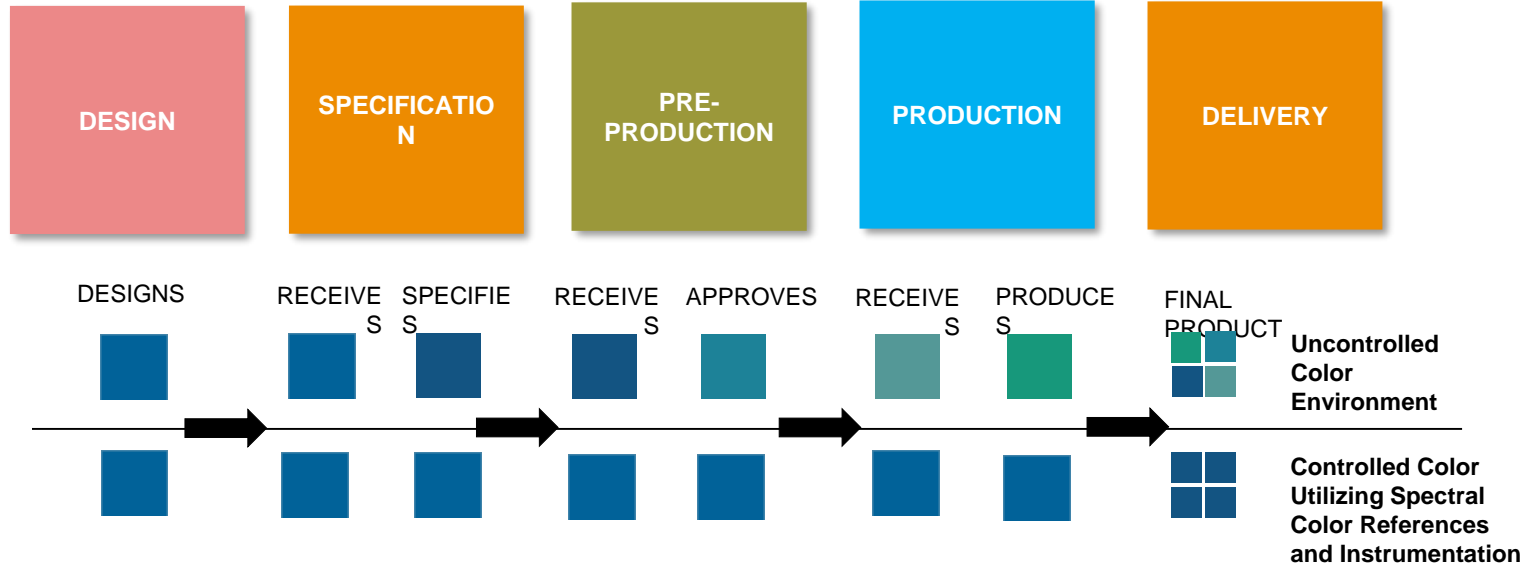 DESIGN
SPECIFICATIO
N
PRE-
PRODUCTION
PRODUCTION
DELIVERY
DESIGNS
RECEIVE
S
SPECIFIE
S
RECEIVE
S
APPROVES
RECEIVE
S
PRODUCE
S
FINAL
PRODUCT
Uncontrolled
Color
Environment
Controlled Color
Utilizing Spectral
Color References
and Instrumentation